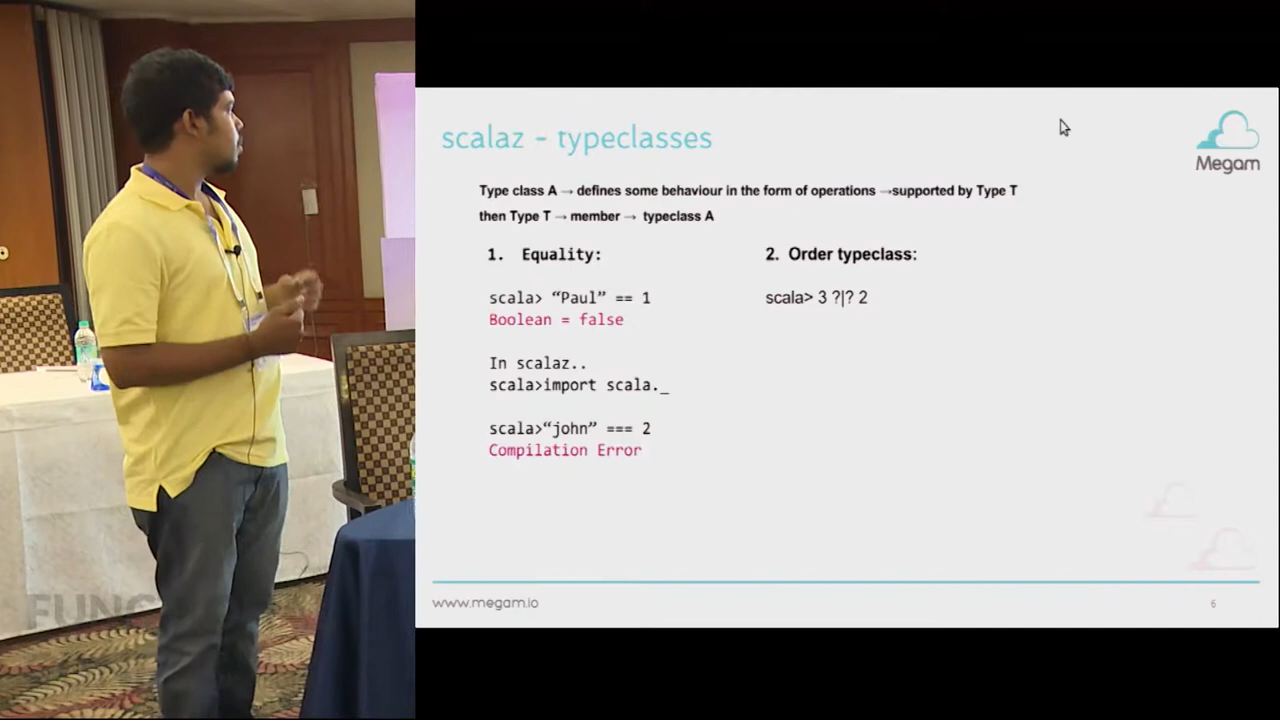 scalaz - typeclasses
Megam
Type class A → defines some behaviour in the form of operations →supported by Type T
then Type T → member → typeclass A
1. Equality:
scala> “Paul” == 1
Boolean = false
In scalaz..
scala>import scala._
scala>“john” === 2
Compilation Error
2. Order typeclass:
scala> 3 ?|? 2
www.megam.io
6